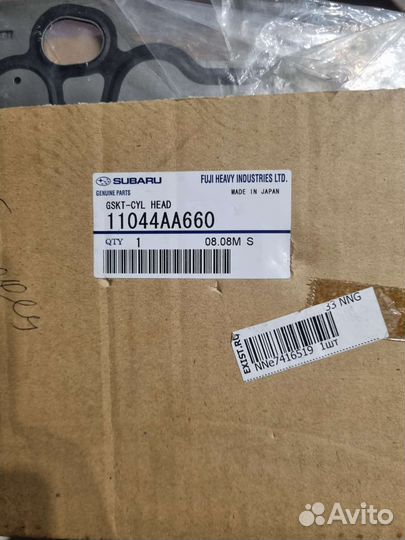 SUBARU
FUJI HEAVY INDUSTRIES LTD.
GENUINE PARTS
MADE IN JAPAN
GSKT-CYL HEAD
11044AA660
QTY 1 08.08M S
33 NNG
EXIST.RU
NNe7416519 1шт
Avito